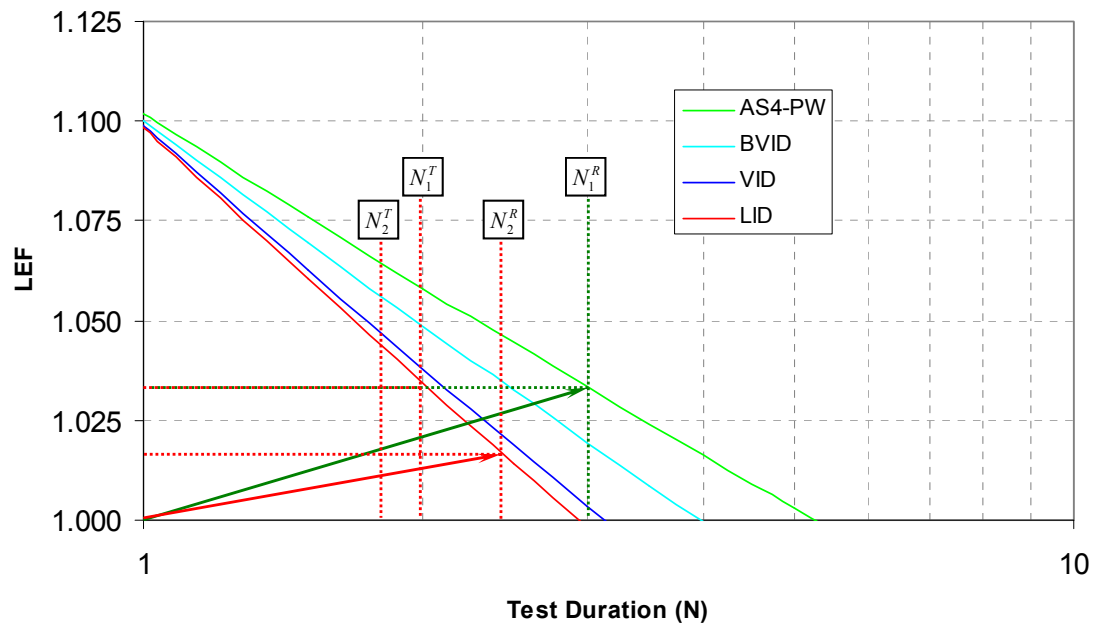 1.125
1.100
1.075
1.050
1.025
1.000
LEF
AS4-PW
BVID
VID
LID
N_1^T
N_1^R
N_2^T
N_2^R
1
10
Test Duration (N)